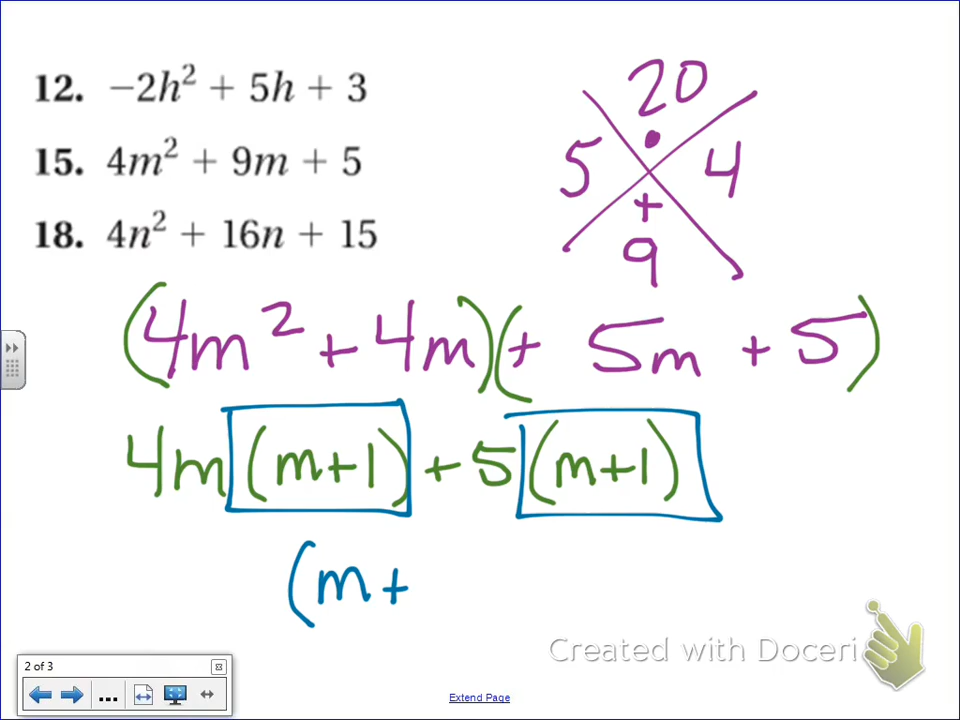 12. −2h² + 5h + 3
15. 4m² + 9m + 5
18. 4n² + 16n + 15
20
•
5 4
+
9
(4m² + 4m)(+ 5m + 5)
4m(m+1) + 5(m+1)
(m+
Created with Doceri
2 of 3
...
Extend Page